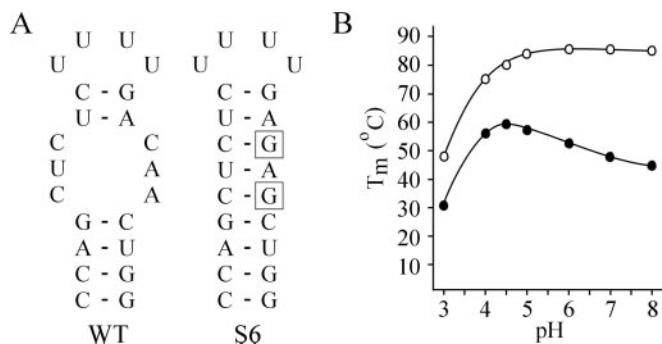 A
U U U U
U U U U
C - G C - G
U - A U - A
C C C - G
U A U - A
C A C - G
G - C G - C
A - U A - U
C - G C - G
C - G C - G
WT S6
B
Tm (°C)
90
80
70
60
50
40
30
20
10
3 4 5 6 7 8
pH